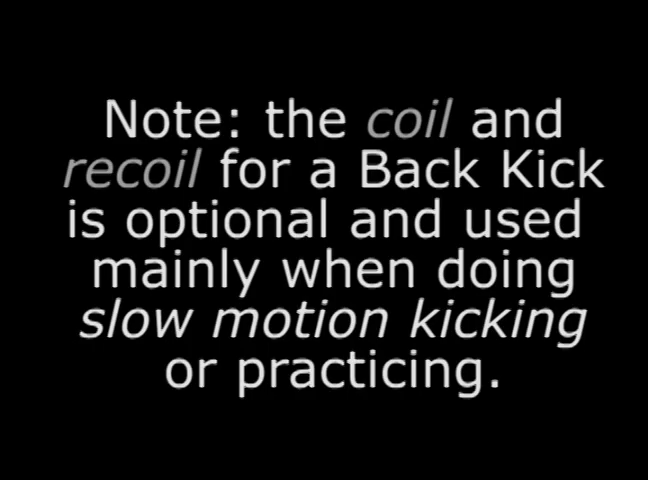 Note: the coil and
recoil for a Back Kick
is optional and used
mainly when doing
slow motion kicking
or practicing.